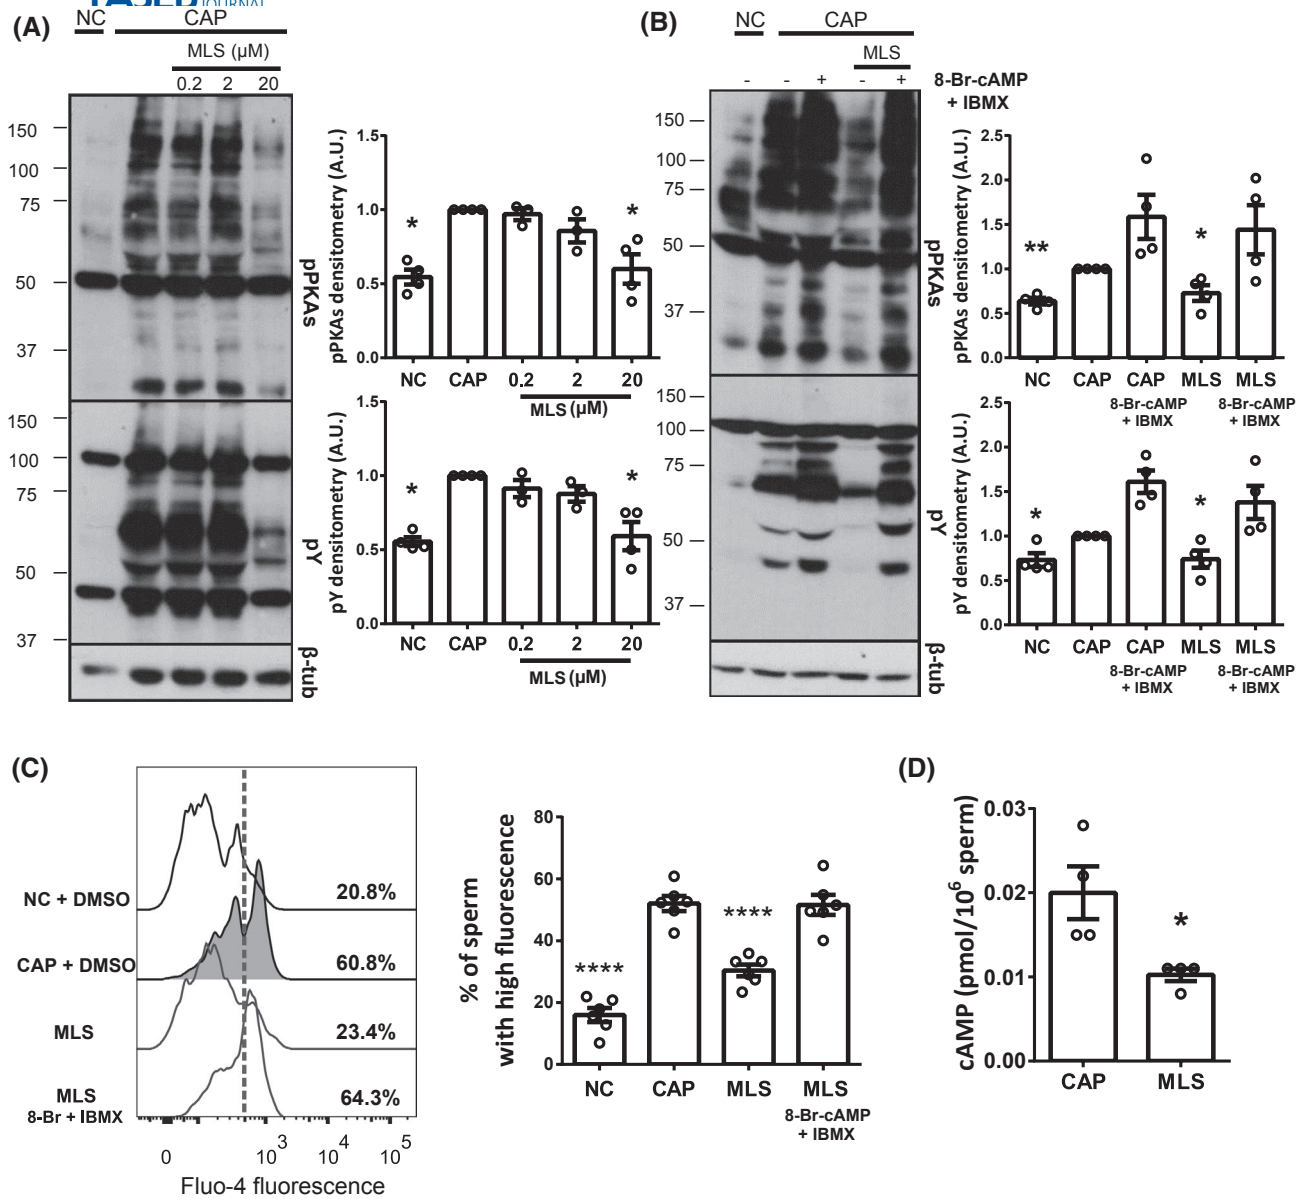 JOURNAL
(A)
NC CAP
MLS (µM)
0.2 2 20
150
100
75
50
37
pPKAs
150
100
75
50
37
pY
β-tub
pPKAs densitometry (A.U.)
1.5
1.0
0.5
0.0
NC CAP 0.2 2 20
MLS (µM)
pY densitometry (A.U.)
1.5
1.0
0.5
0.0
NC CAP 0.2 2 20
MLS (µM)
* *
* *
(B)
NC CAP
MLS
- - + - + 8-Br-cAMP
+ IBMX
150
100
75
50
37
pPKAs
150
100
75
50
37
pY
β-tub
pPKAs densitometry (A.U.)
2.5
2.0
1.5
1.0
0.5
0.0
** *
NC CAP CAP MLS MLS
8-Br-cAMP 8-Br-cAMP
+ IBMX + IBMX
pY densitometry (A.U.)
2.5
2.0
1.5
1.0
0.5
0.0
* *
NC CAP CAP MLS MLS
8-Br-cAMP 8-Br-cAMP
+ IBMX + IBMX
(C)
NC + DMSO 20.8%
CAP + DMSO 60.8%
MLS 23.4%
MLS 64.3%
8-Br + IBMX
0 10^3 10^4 10^5
Fluo-4 fluorescence
% of sperm
with high fluorescence
80
60
40
20
0
**** ****
NC CAP MLS MLS
8-Br-cAMP
+ IBMX
(D)
cAMP (pmol/10^6 sperm)
0.03
0.02
0.01
0.00
*
CAP MLS